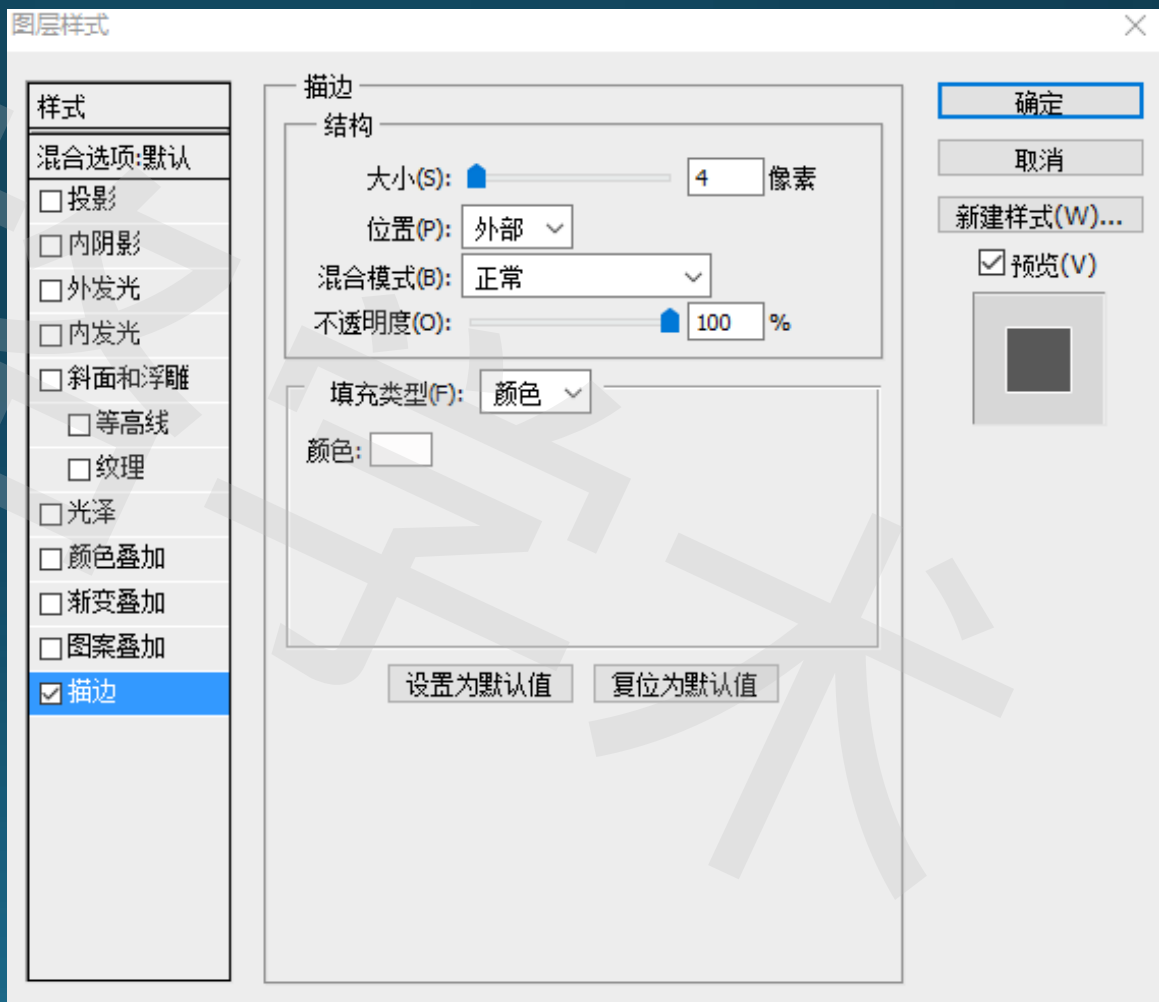 图层样式
样式
混合选项:默认
投影
内阴影
外发光
内发光
斜面和浮雕
等高线
纹理
光泽
颜色叠加
渐变叠加
图案叠加
描边
描边
结构
大小(S): 4 像素
位置(P): 外部
混合模式(B): 正常
不透明度(O): 100 %
填充类型(F): 颜色
颜色:
设置为默认值 复位为默认值
确定
取消
新建样式(W)...
预览(V)
学术